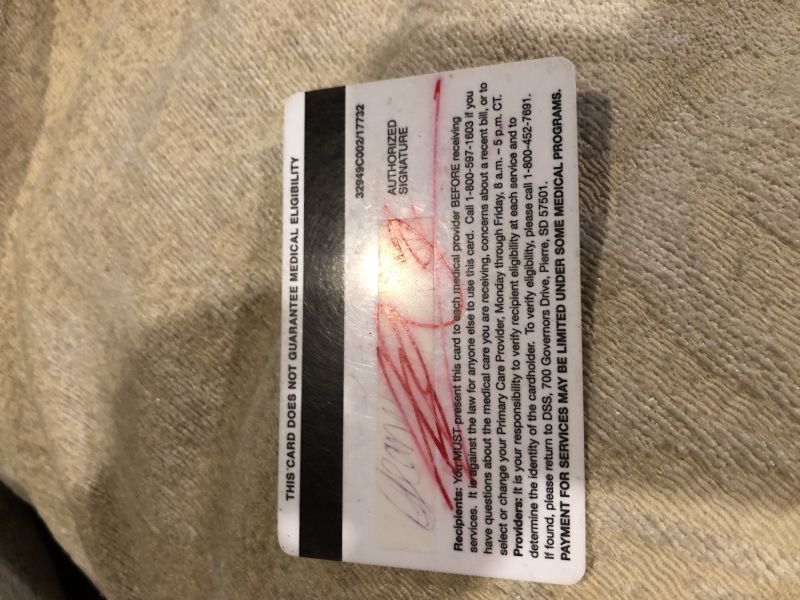 THIS CARD DOES NOT GUARANTEE MEDICAL ELIGIBILITY
32949C002/17732
AUTHORIZED
SIGNATURE
Recipients: You MUST present this card to each medical provider BEFORE receiving
services. It is against the law for anyone else to use this card. Call 1-800-597-1603 if you
have questions about the medical care you are receiving, concerns about a recent bill, or to
select or change your Primary Care Provider, Monday through Friday, 8 a.m. – 5 p.m. CT.
Providers: It is your responsibility to verify recipient eligibility at each service and to
determine the identity of the cardholder. To verify eligibility, please call 1-800-452-7691.
If found, please return to DSS, 700 Governors Drive, Pierre, SD 57501.
PAYMENT FOR SERVICES MAY BE LIMITED UNDER SOME MEDICAL PROGRAMS.